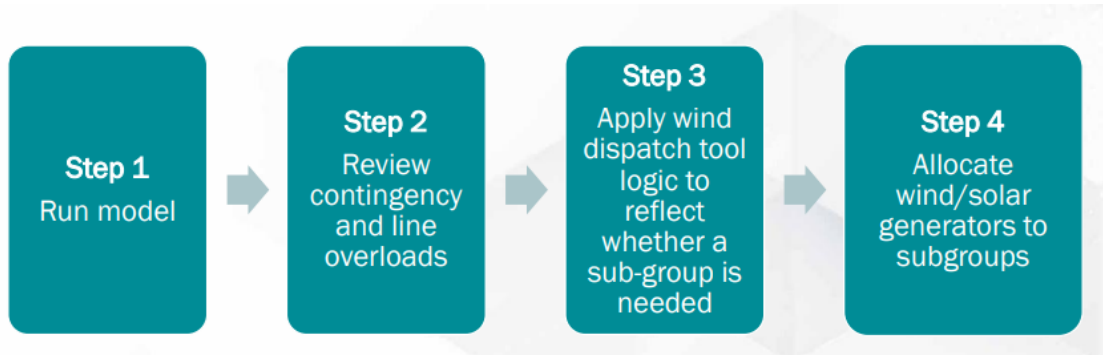 Step 1
Run model
Step 2
Review
contingency
and line
overloads
Step 3
Apply wind
dispatch tool
logic to
reflect
whether a
sub-group is
needed
Step 4
Allocate
wind/solar
generators to
subgroups